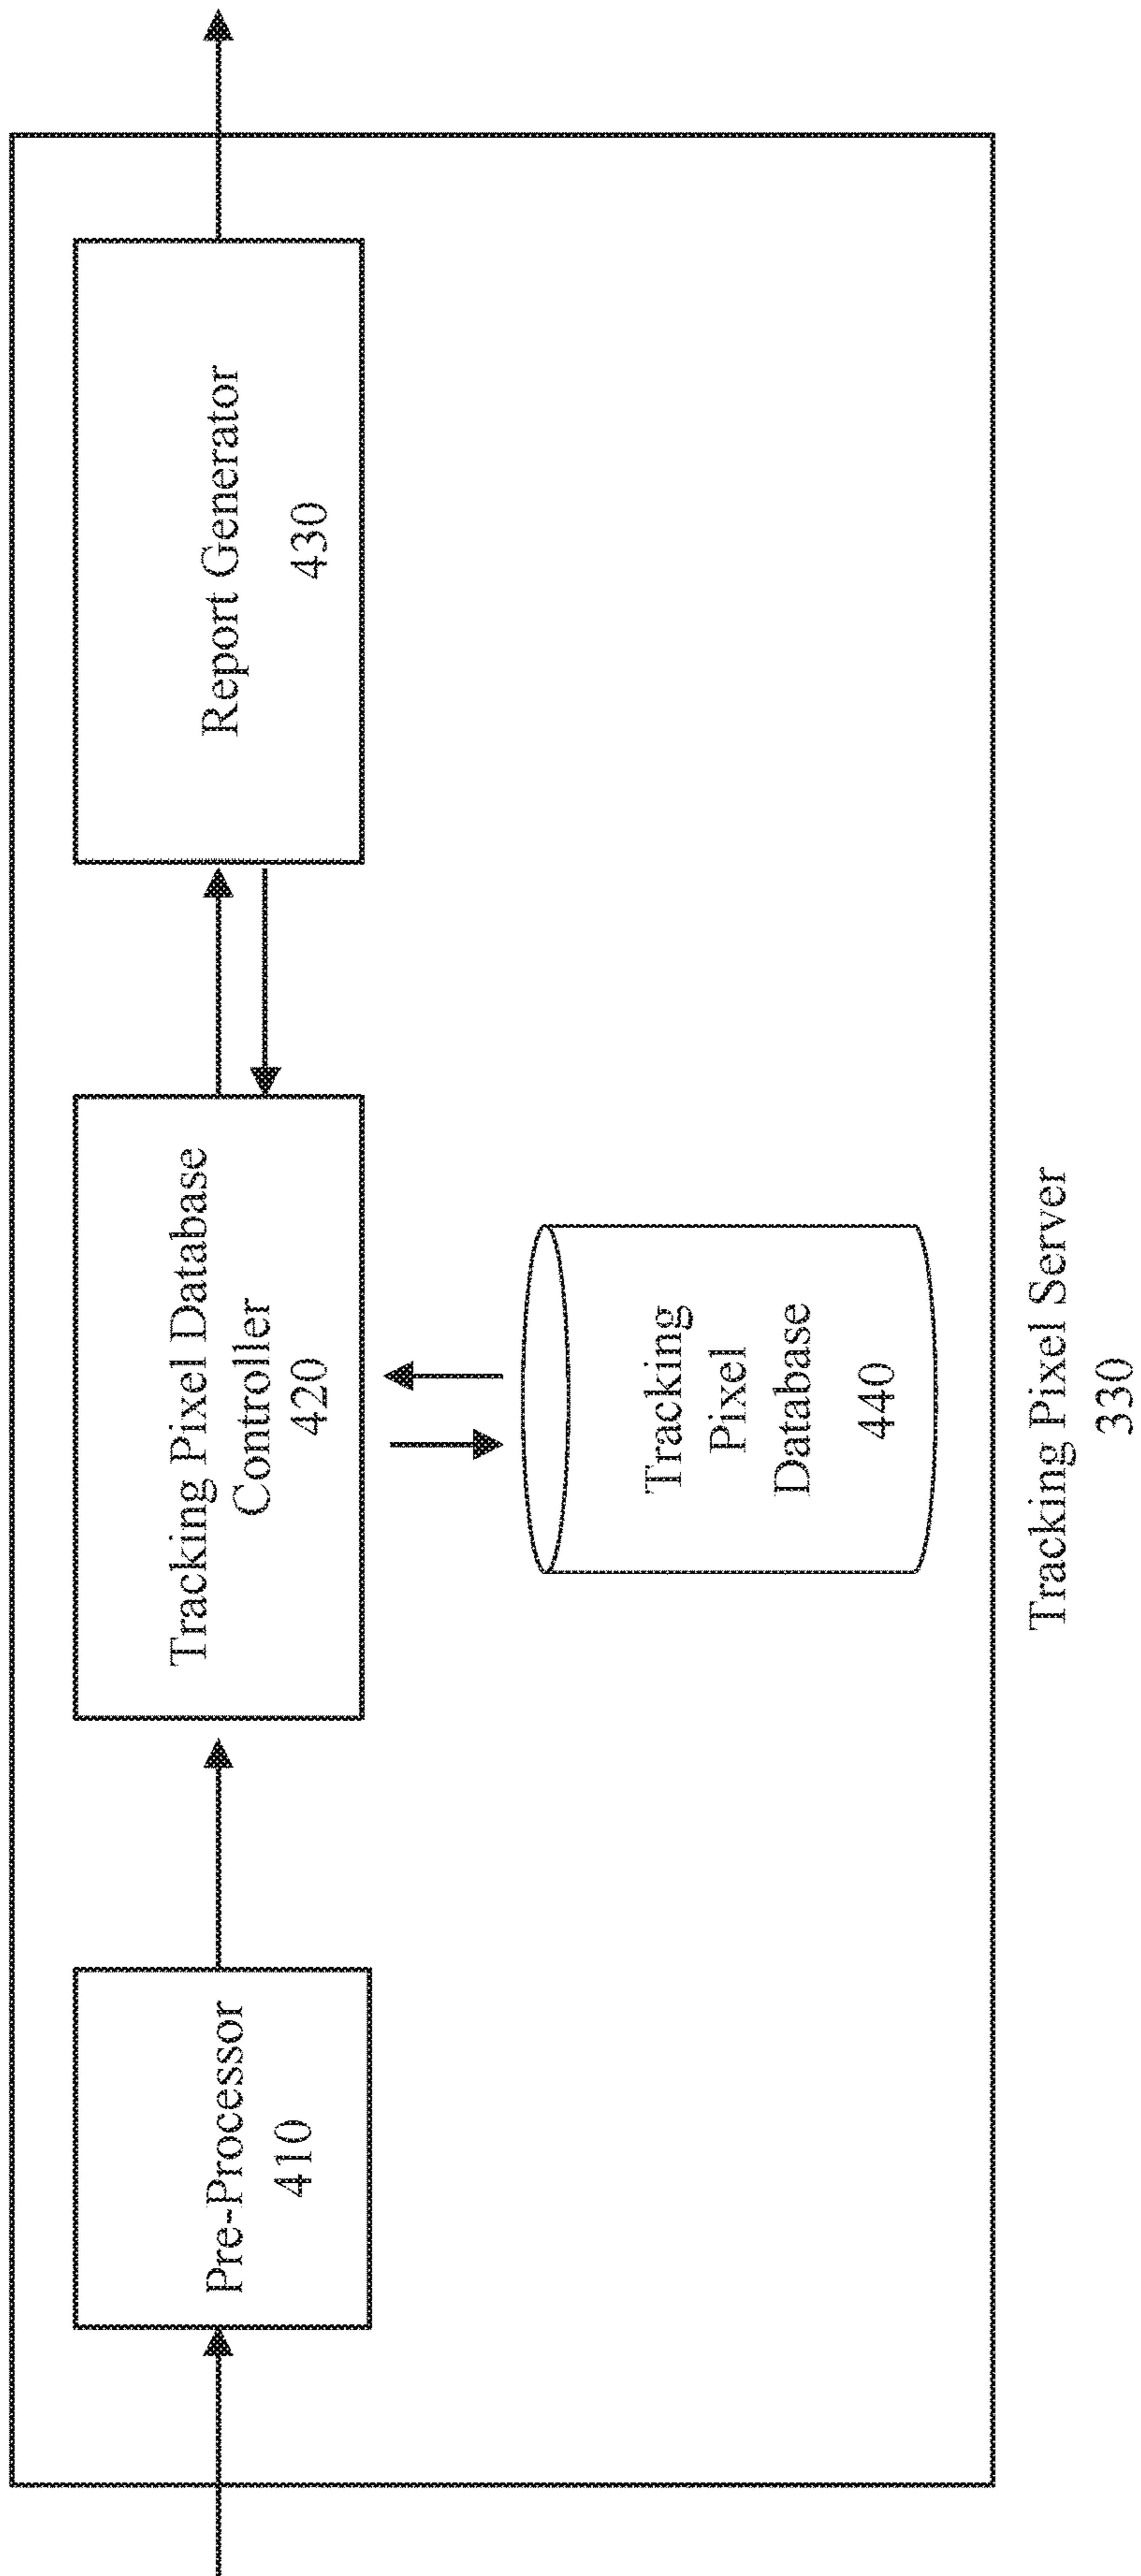 Pre-Processor
410
Tracking Pixel Database
Controller
420
Report Generator
430
Tracking
Pixel
Database
440
Tracking Pixel Server
330